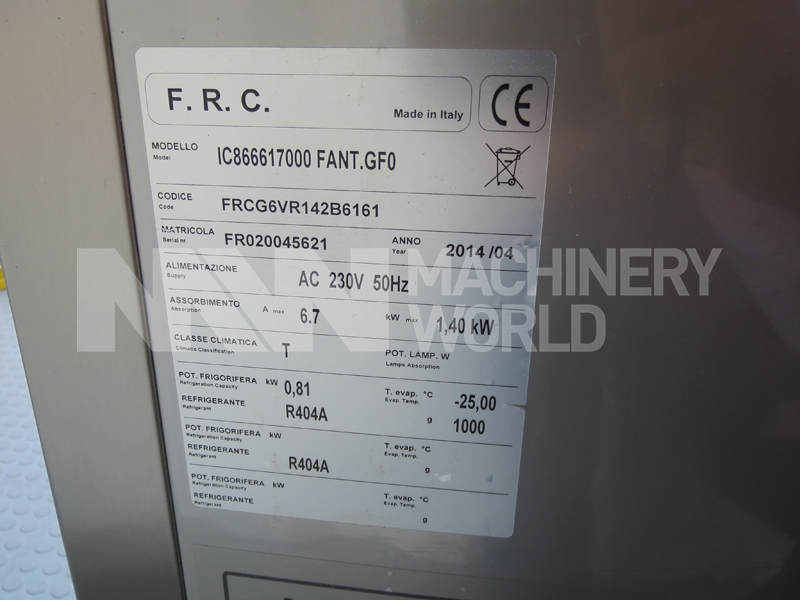 F. R. C.
Made in Italy
CE
MODELLO
Model
IC866617000 FANT.GF0
CODICE
Code
FRCG6VR142B6161
MATRICOLA
Serial nr.
FR020045621
ANNO
Year
2014 /04
ALIMENTAZIONE
Supply
AC 230V 50Hz
ASSORBIMENTO
Absorption
A max
6.7
kW max
1,40 kW
CLASSE CLIMATICA
Climate Classification
T
POT. LAMP. W
Lamps Absorption
POT. FRIGORIFERA kW
Refrigeration Capacity
0,81
T. evap. °C
Evap. Temp.
-25,00
REFRIGERANTE
Refrigerant
R404A
g
1000
POT. FRIGORIFERA kW
Refrigeration Capacity
T. evap. °C
Evap. Temp.
REFRIGERANTE
Refrigerant
R404A
g
POT. FRIGORIFERA kW
Refrigeration Capacity
T. evap. °C
Evap. Temp.
REFRIGERANTE
Refrigerant
g
MACHINERY
WORLD